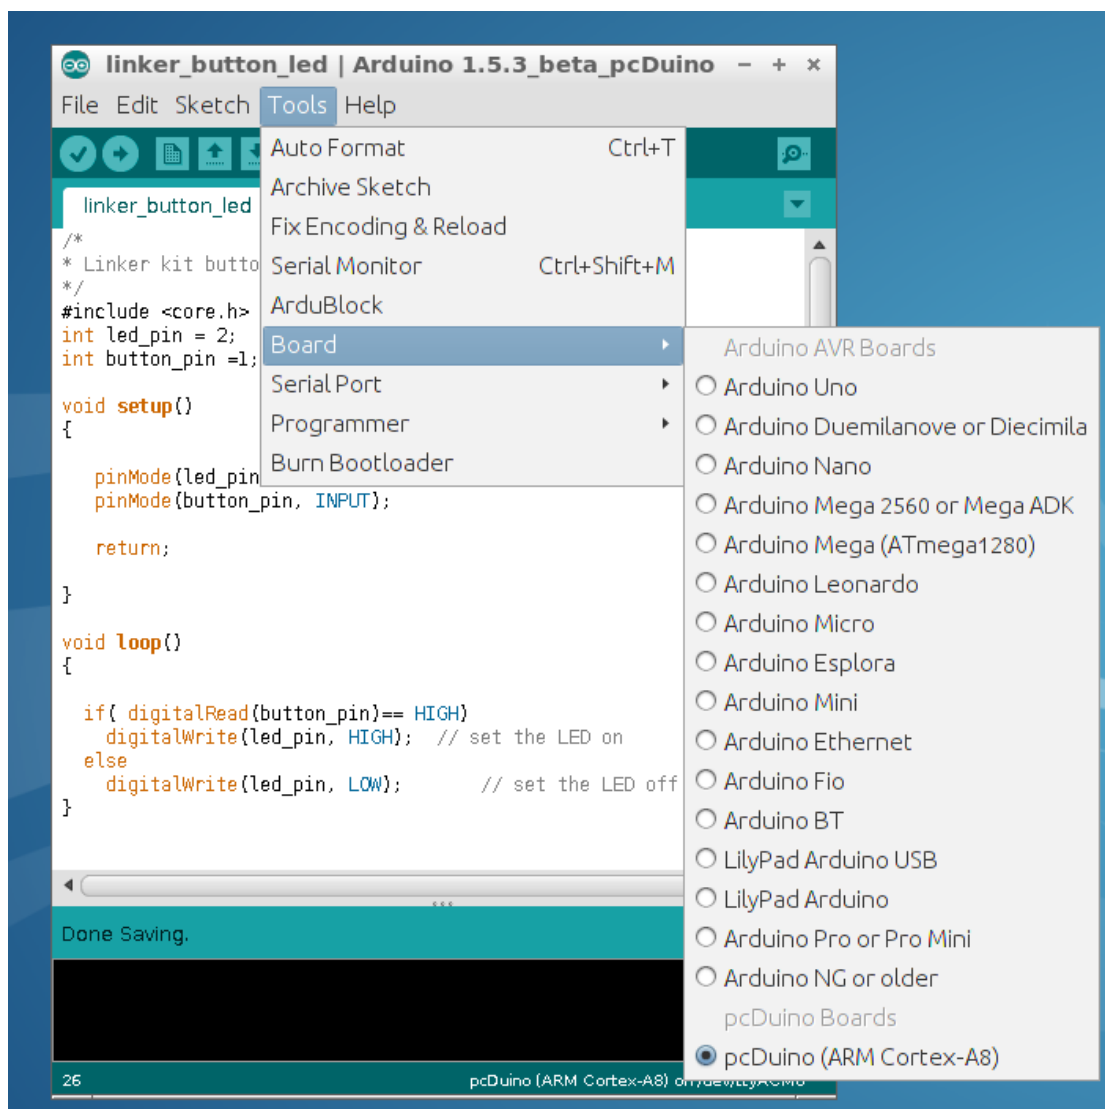 linker_button_led | Arduino 1.5.3_beta_pcDuino
File Edit Sketch Tools Help
Auto Format Ctrl+T
Archive Sketch
Fix Encoding & Reload
Serial Monitor Ctrl+Shift+M
ArduBlock
Board
Serial Port
Programmer
Burn Bootloader
linker_button_led
/*
* Linker kit butto
*/
#include <core.h>
int led_pin = 2;
int button_pin =1;
void setup()
{
pinMode(led_pin
pinMode(button_pin, INPUT);
return;
}
void loop()
{
if( digitalRead(button_pin)== HIGH)
digitalWrite(led_pin, HIGH); // set the LED on
else
digitalWrite(led_pin, LOW); // set the LED off
}
Arduino AVR Boards
Arduino Uno
Arduino Duemilanove or Diecimila
Arduino Nano
Arduino Mega 2560 or Mega ADK
Arduino Mega (ATmega1280)
Arduino Leonardo
Arduino Micro
Arduino Esplora
Arduino Mini
Arduino Ethernet
Arduino Fio
Arduino BT
LilyPad Arduino USB
LilyPad Arduino
Arduino Pro or Pro Mini
Arduino NG or older
pcDuino Boards
pcDuino (ARM Cortex-A8)
Done Saving.
26 pcDuino (ARM Cortex-A8) on